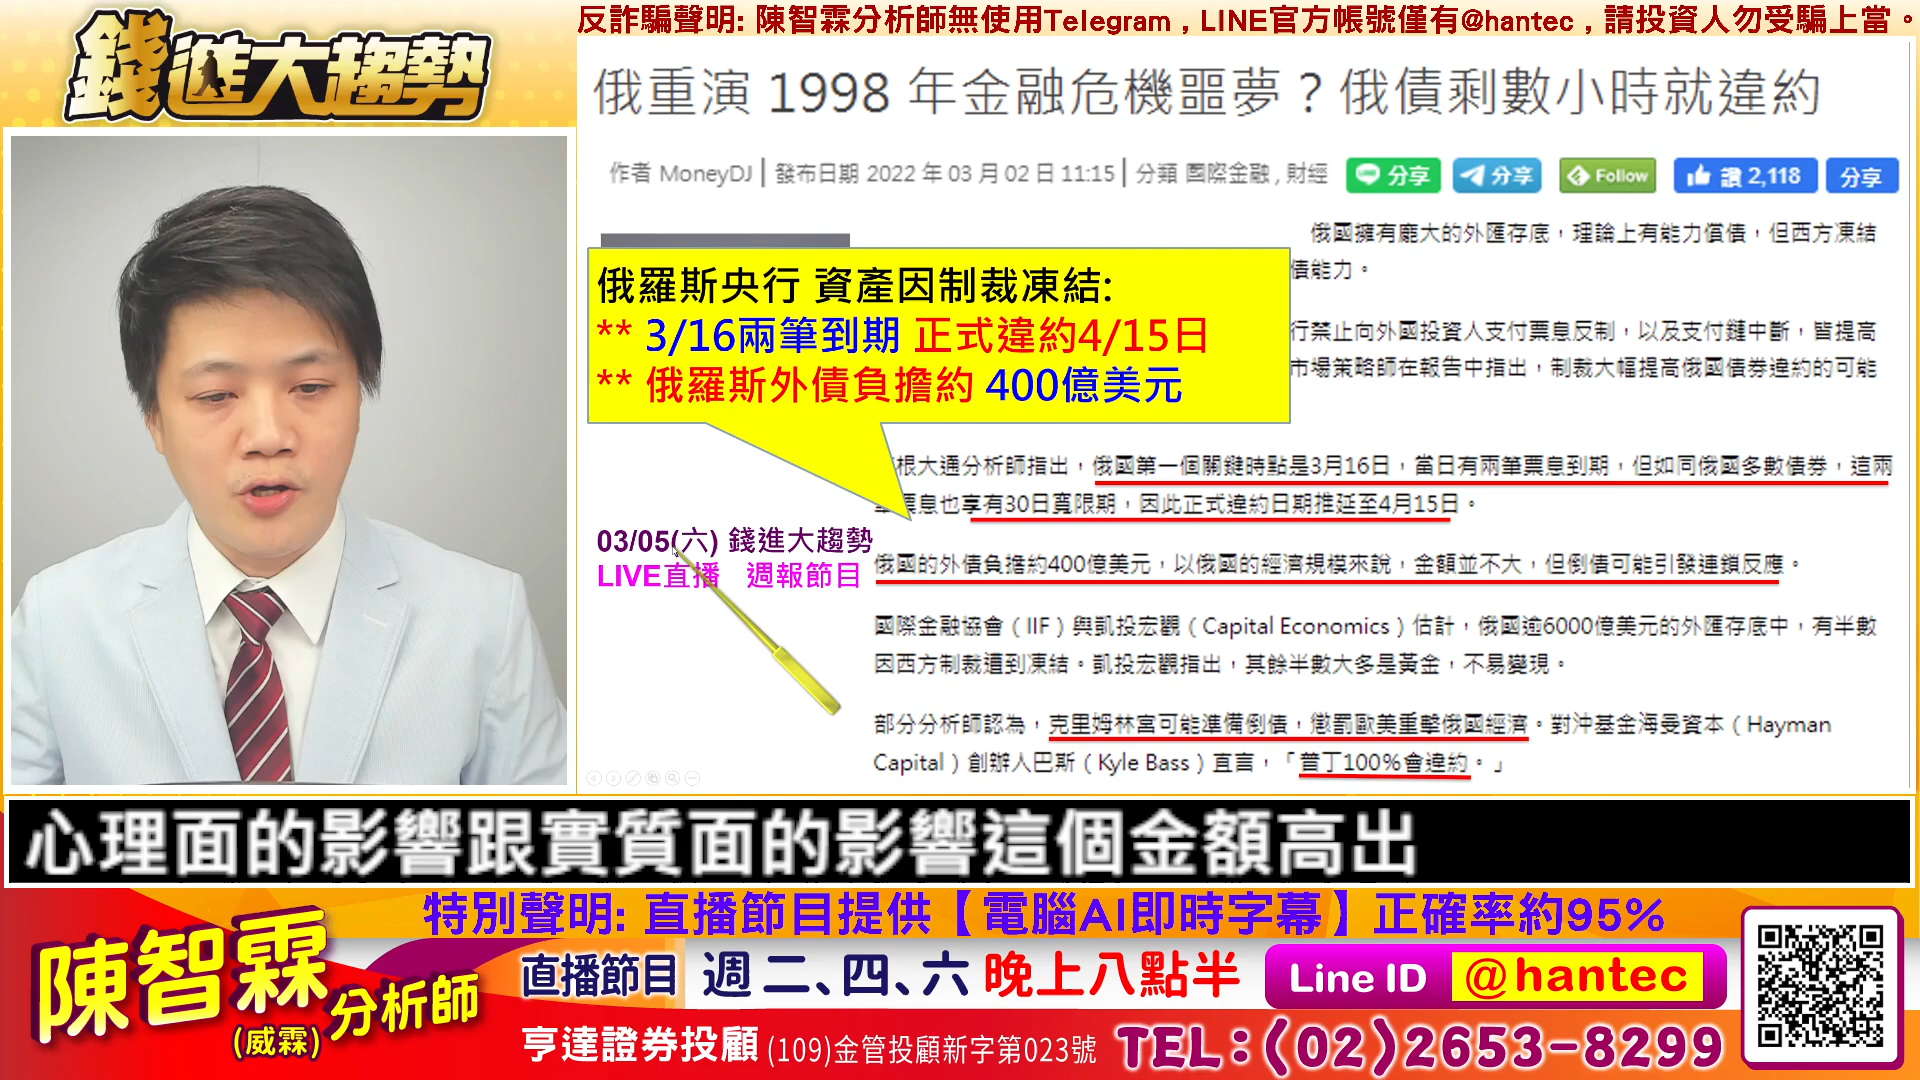 反詐騙聲明: 陳智霖分析師無使用Telegram , LINE官方帳號僅有@hantec , 請投資人勿受騙上當。
錢進大趨勢
俄重演 1998 年金融危機噩夢？俄債剩數小時就違約
作者 MoneyDJ | 發布日期 2022 年 03 月 02 日 11:15 | 分類 國際金融 , 財經
分享
分享
Follow
讚 2,118
分享
俄國擁有龐大的外匯存底，理論上有能力償債，但西方凍結
債能力。
俄羅斯央行 資產因制裁凍結:
** 3/16兩筆到期 正式違約4/15日
** 俄羅斯外債負擔約 400億美元
行禁止向外國投資人支付票息反制，以及支付鏈中斷，皆提高
市場策略師在報告中指出，制裁大幅提高俄國債券違約的可能
根大通分析師指出，俄國第一個關鍵時點是3月16日，當日有兩筆票息到期，但如同俄國多數債券，這兩
票息也享有30日寬限期，因此正式違約日期推延至4月15日。
03/05(六) 錢進大趨勢
LIVE直播 週報節目
俄國的外債負擔約400億美元，以俄國的經濟規模來說，金額並不大，但倒債可能引發連鎖反應。
國際金融協會（IIF）與凱投宏觀（Capital Economics）估計，俄國逾6000億美元的外匯存底中，有半數
因西方制裁遭到凍結。凱投宏觀指出，其餘半數大多是黃金，不易變現。
部分分析師認為，克里姆林宮可能準備倒債，懲罰歐美重擊俄國經濟。對沖基金海曼資本（Hayman
Capital）創辦人巴斯（Kyle Bass）直言，「普丁100%會違約。」
心理面的影響跟實質面的影響這個金額高出
特別聲明: 直播節目提供【電腦AI即時字幕】正確率約95%
陳智霖分析師
(威霖)
直播節目 週二、四、六 晚上八點半
Line ID @hantec
亨達證券投顧 (109)金管投顧新字第023號
TEL:(02)2653-8299